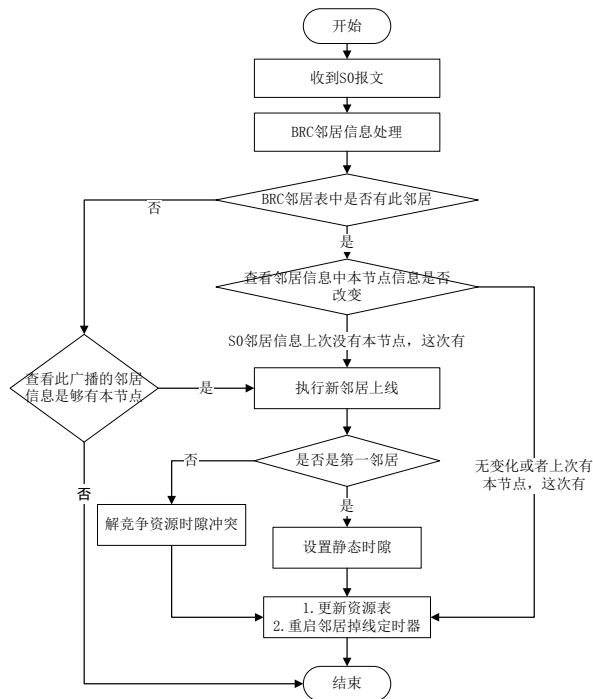 开始
收到S0报文
BRC邻居信息处理
BRC邻居表中是否有此邻居
否
是
查看邻居信息中本节点信息是否
改变
S0邻居信息上次没有本节点，这次有
查看此广播的邻居
信息是够有本节点
是
执行新邻居上线
否
是否是第一邻居
无变化或者上次有
本节点，这次有
否
是
解竞争资源时隙冲突
设置静态时隙
1.更新资源表
2.重启邻居掉线定时器
结束